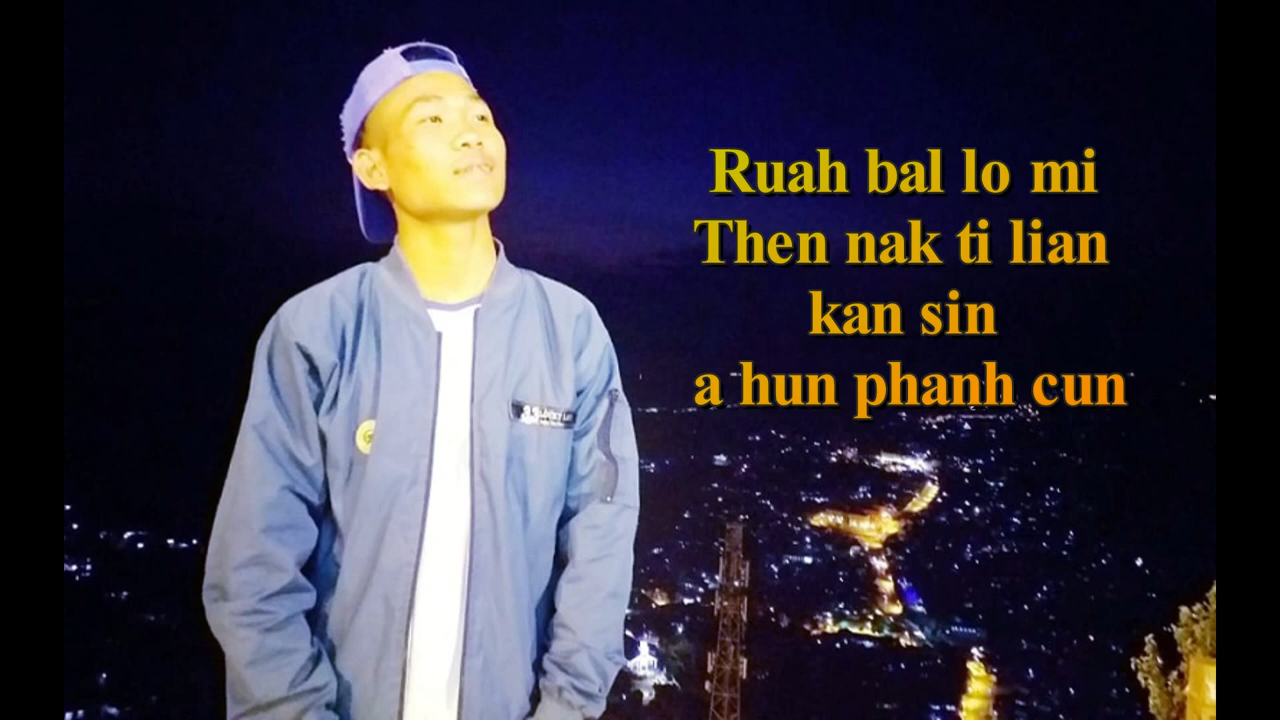 Ruah bal lo mi
Then nak ti lian
kan sin
a hun phanh cun